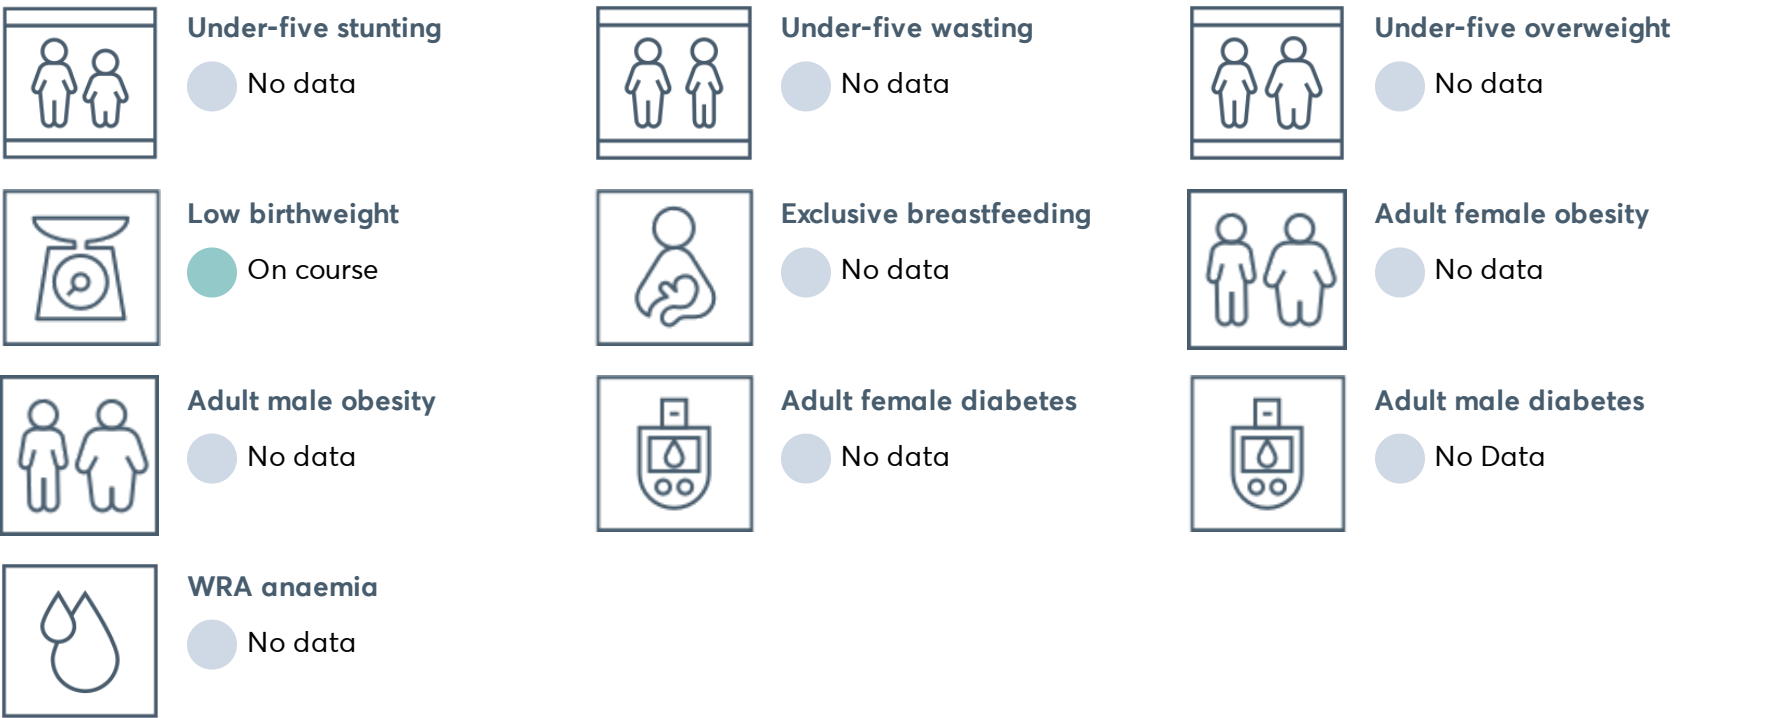 Under-five stunting
No data
Under-five wasting
No data
Under-five overweight
No data
Low birthweight
On course
Exclusive breastfeeding
No data
Adult female obesity
No data
Adult male obesity
No data
Adult female diabetes
No data
Adult male diabetes
No Data
WRA anaemia
No data